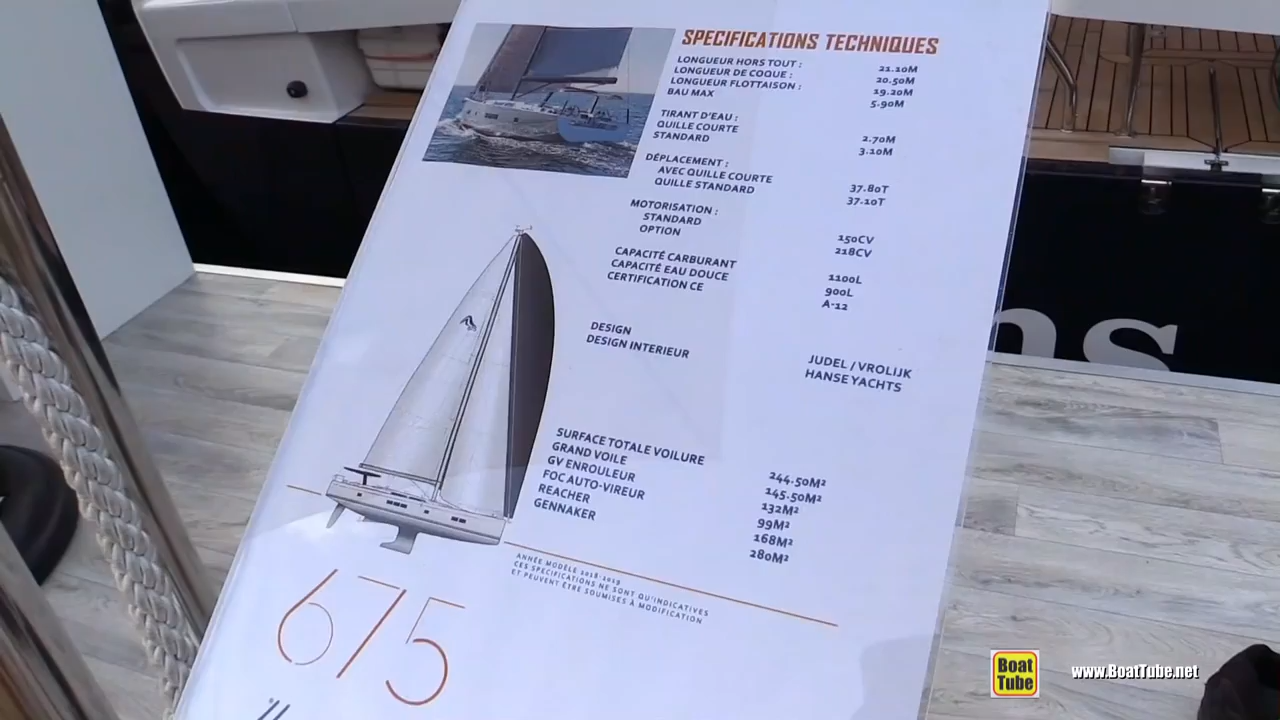 SPECIFICATIONS TECHNIQUES
LONGUEUR HORS TOUT : 21.10M
LONGUEUR DE COQUE : 20.50M
LONGUEUR FLOTTAISON : 19.20M
BAU MAX 5.90M
TIRANT D'EAU :
QUILLE COURTE 2.70M
STANDARD 3.10M
DÉPLACEMENT :
AVEC QUILLE COURTE 37.80T
QUILLE STANDARD 37.10T
MOTORISATION :
STANDARD 150CV
OPTION 218CV
CAPACITÉ CARBURANT 1100L
CAPACITÉ EAU DOUCE 900L
CERTIFICATION CE A-12
DESIGN JUDEL / VROLIJK
DESIGN INTERIEUR HANSE YACHTS
SURFACE TOTALE VOILURE 244.50M²
GRAND VOILE 145.50M²
GV ENROULEUR 132M²
FOC AUTO-VIREUR 99M²
REACHER 168M²
GENNAKER 280M²
ANNÉE MODÈLE 2018-2019
CES SPECIFICATIONS NE SONT QU'INDICATIVES
ET PEUVENT ÊTRE SOUMISES À MODIFICATION
675
ns
Boat
Tube
www.BoatTube.net